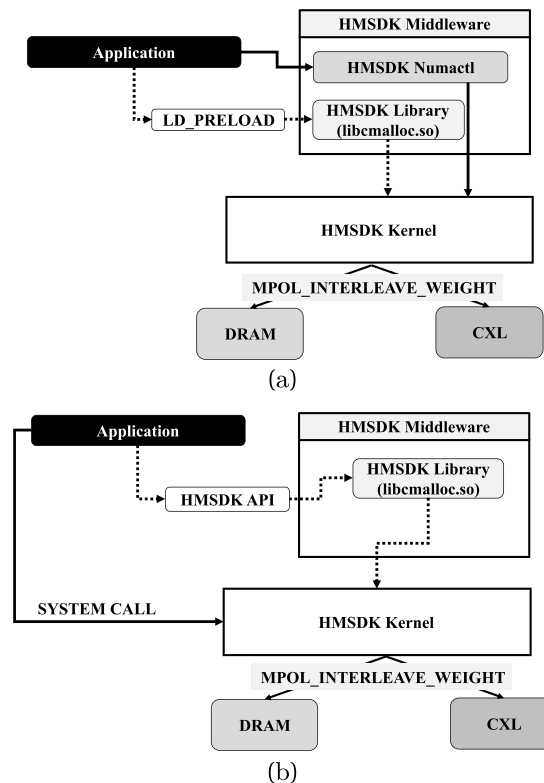 HMSDK Middleware
Application
HMSDK Numactl
HMSDK Library
(libcmalloc.so)
LD_PRELOAD
HMSDK Kernel
MPOL_INTERLEAVE_WEIGHT
DRAM
CXL
(a)
Application
HMSDK Middleware
HMSDK Library
(libcmalloc.so)
HMSDK API
SYSTEM CALL
HMSDK Kernel
MPOL_INTERLEAVE_WEIGHT
DRAM
CXL
(b)